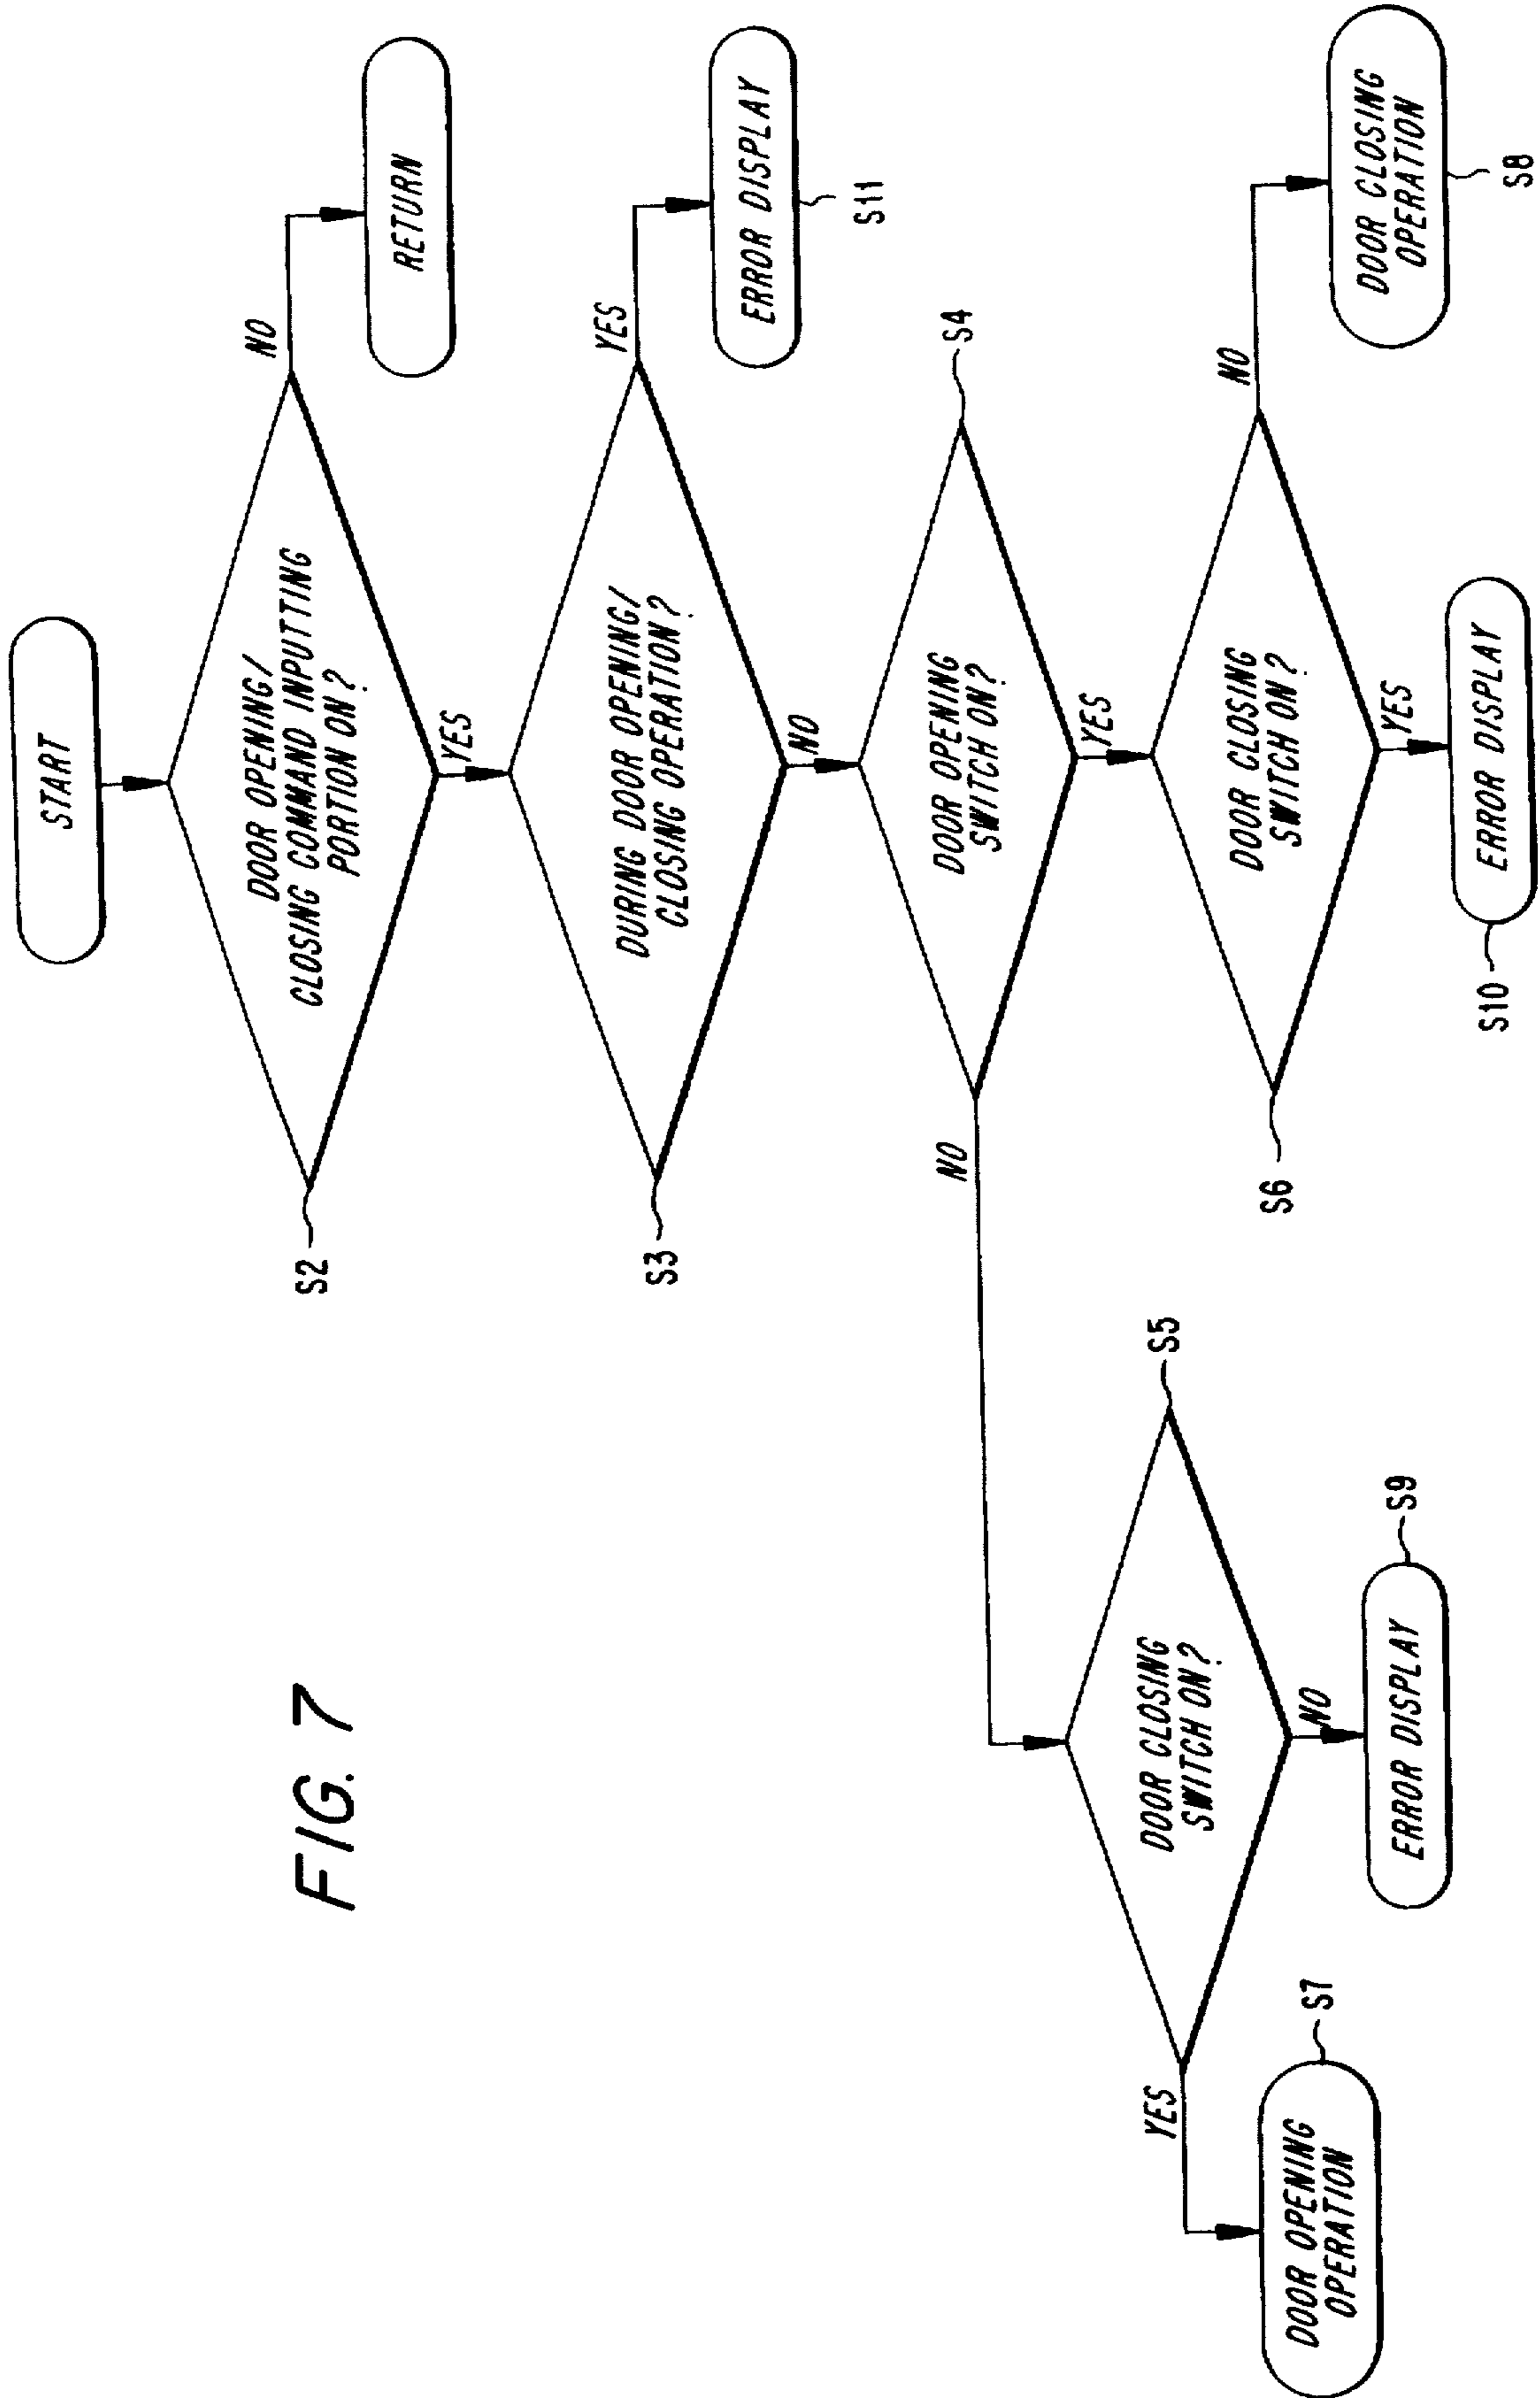 FIG. 7
START
DOOR OPENING/
CLOSING COMMAND INPUTTING
PORTION ON?
S2
NO
RETURN
YES
DURING DOOR OPENING/
CLOSING OPERATION?
S3
YES
ERROR DISPLAY
S11
NO
DOOR OPENING
SWITCH ON?
S4
NO
YES
DOOR CLOSING
SWITCH ON?
S5
YES
DOOR OPENING
OPERATION
S7
NO
ERROR DISPLAY
S9
DOOR CLOSING
SWITCH ON?
S6
NO
DOOR CLOSING
OPERATION
S8
YES
ERROR DISPLAY
S10